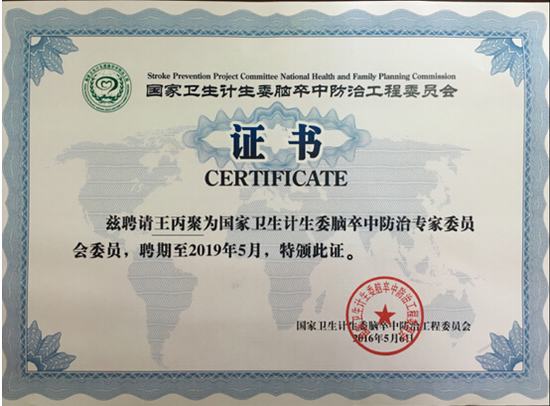 Stroke Prevention Project Committee National Health and Family Planning Commission
国家卫生计生委脑卒中防治工程委员会
证书
CERTIFICATE
兹聘请王丙聚为国家卫生计生委脑卒中防治专家委员
会委员，聘期至2019年5月，特颁此证。
国家卫生计生委脑卒中防治工程委员会
2016年5月6日